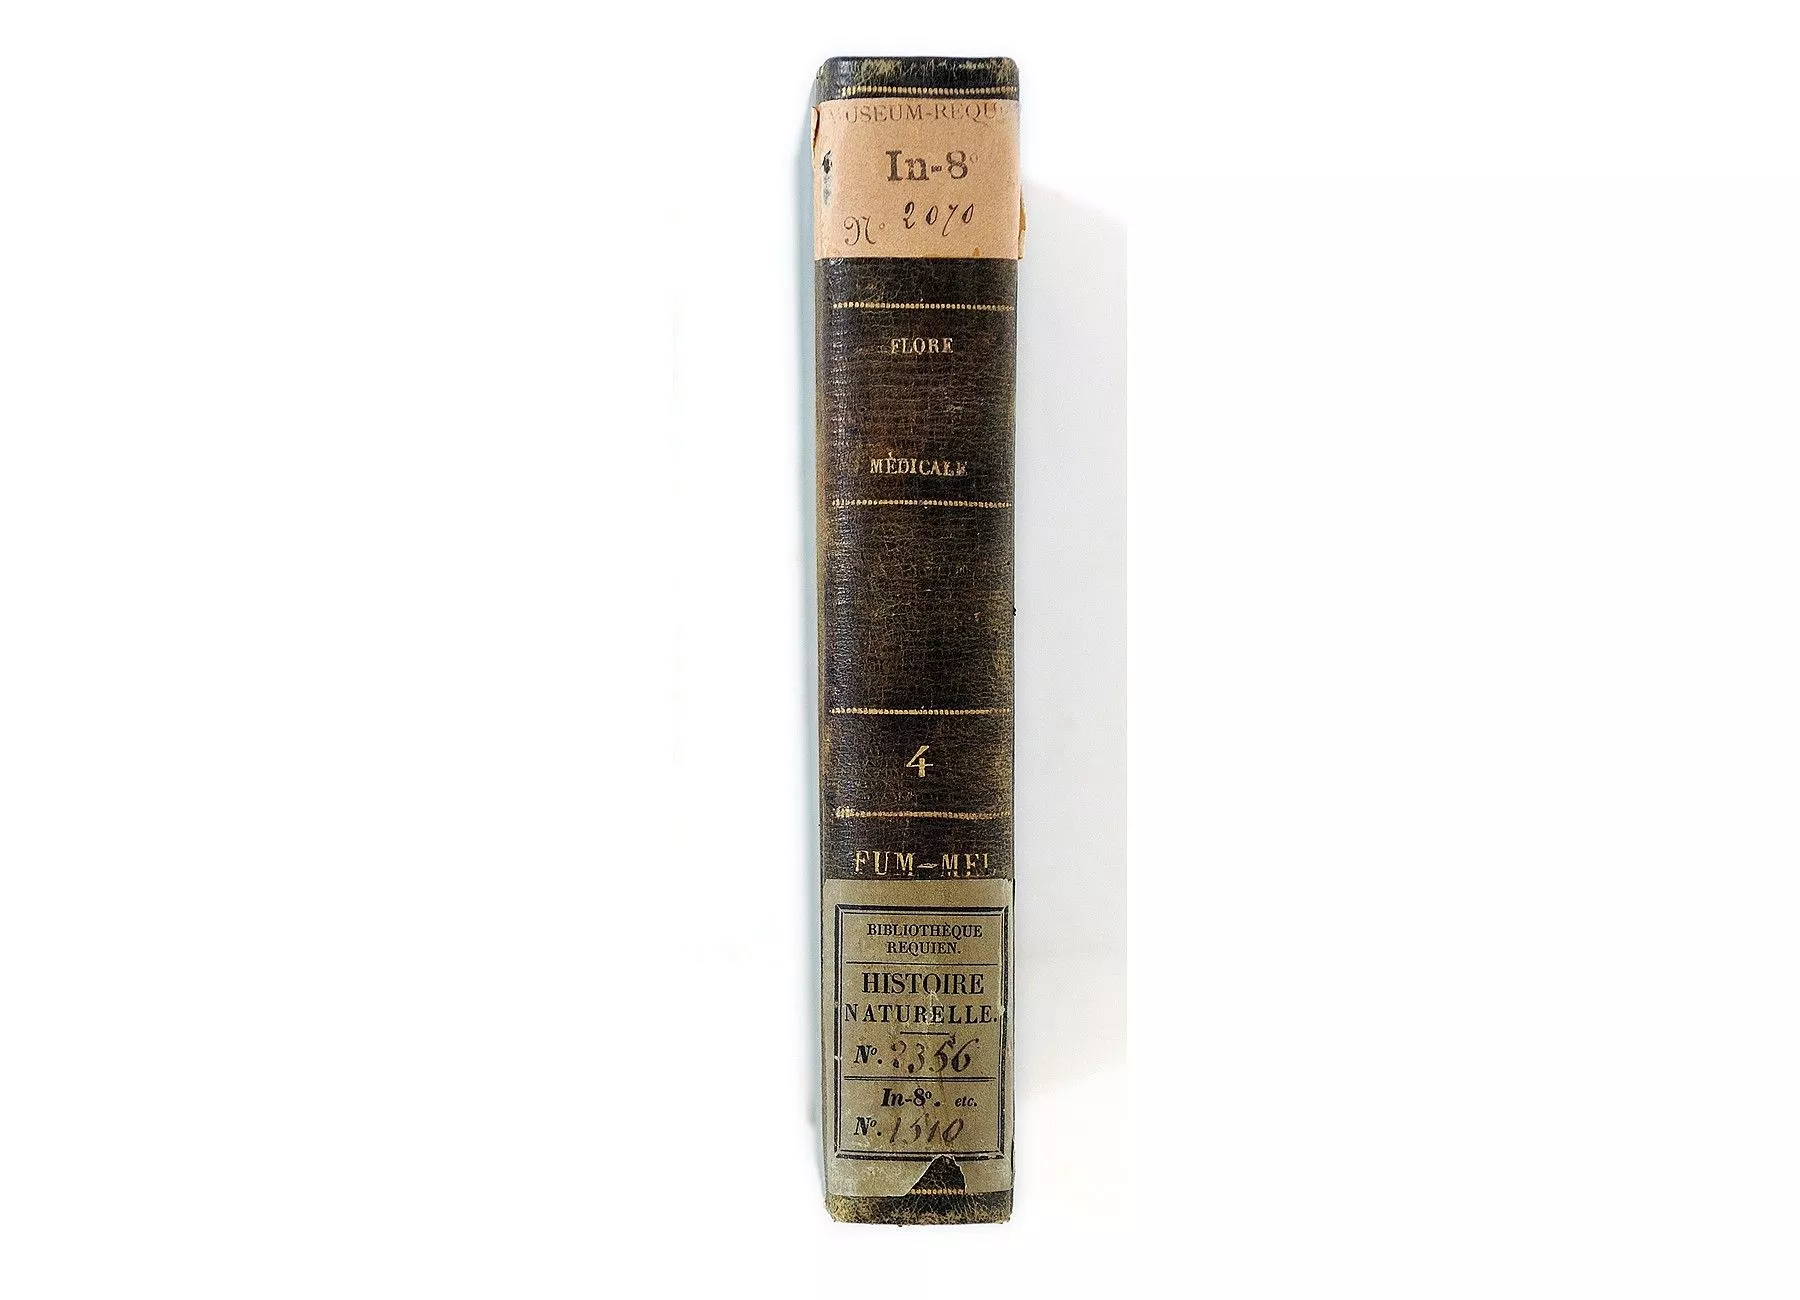 MUSEUM-REQU
In-8°
N° 2070
FLORE
MÉDICALE
4
FUM-MEL
BIBLIOTHÈQUE
REQUIEN.
HISTOIRE
NATURELLE.
N°. 2356
In-8°. etc.
N°. 1510